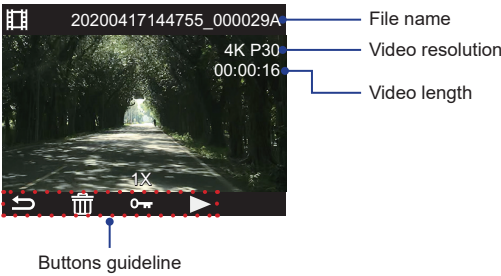 20200417144755_000029A
File name
4K P30
Video resolution
00:00:16
Video length
1X
Buttons guideline